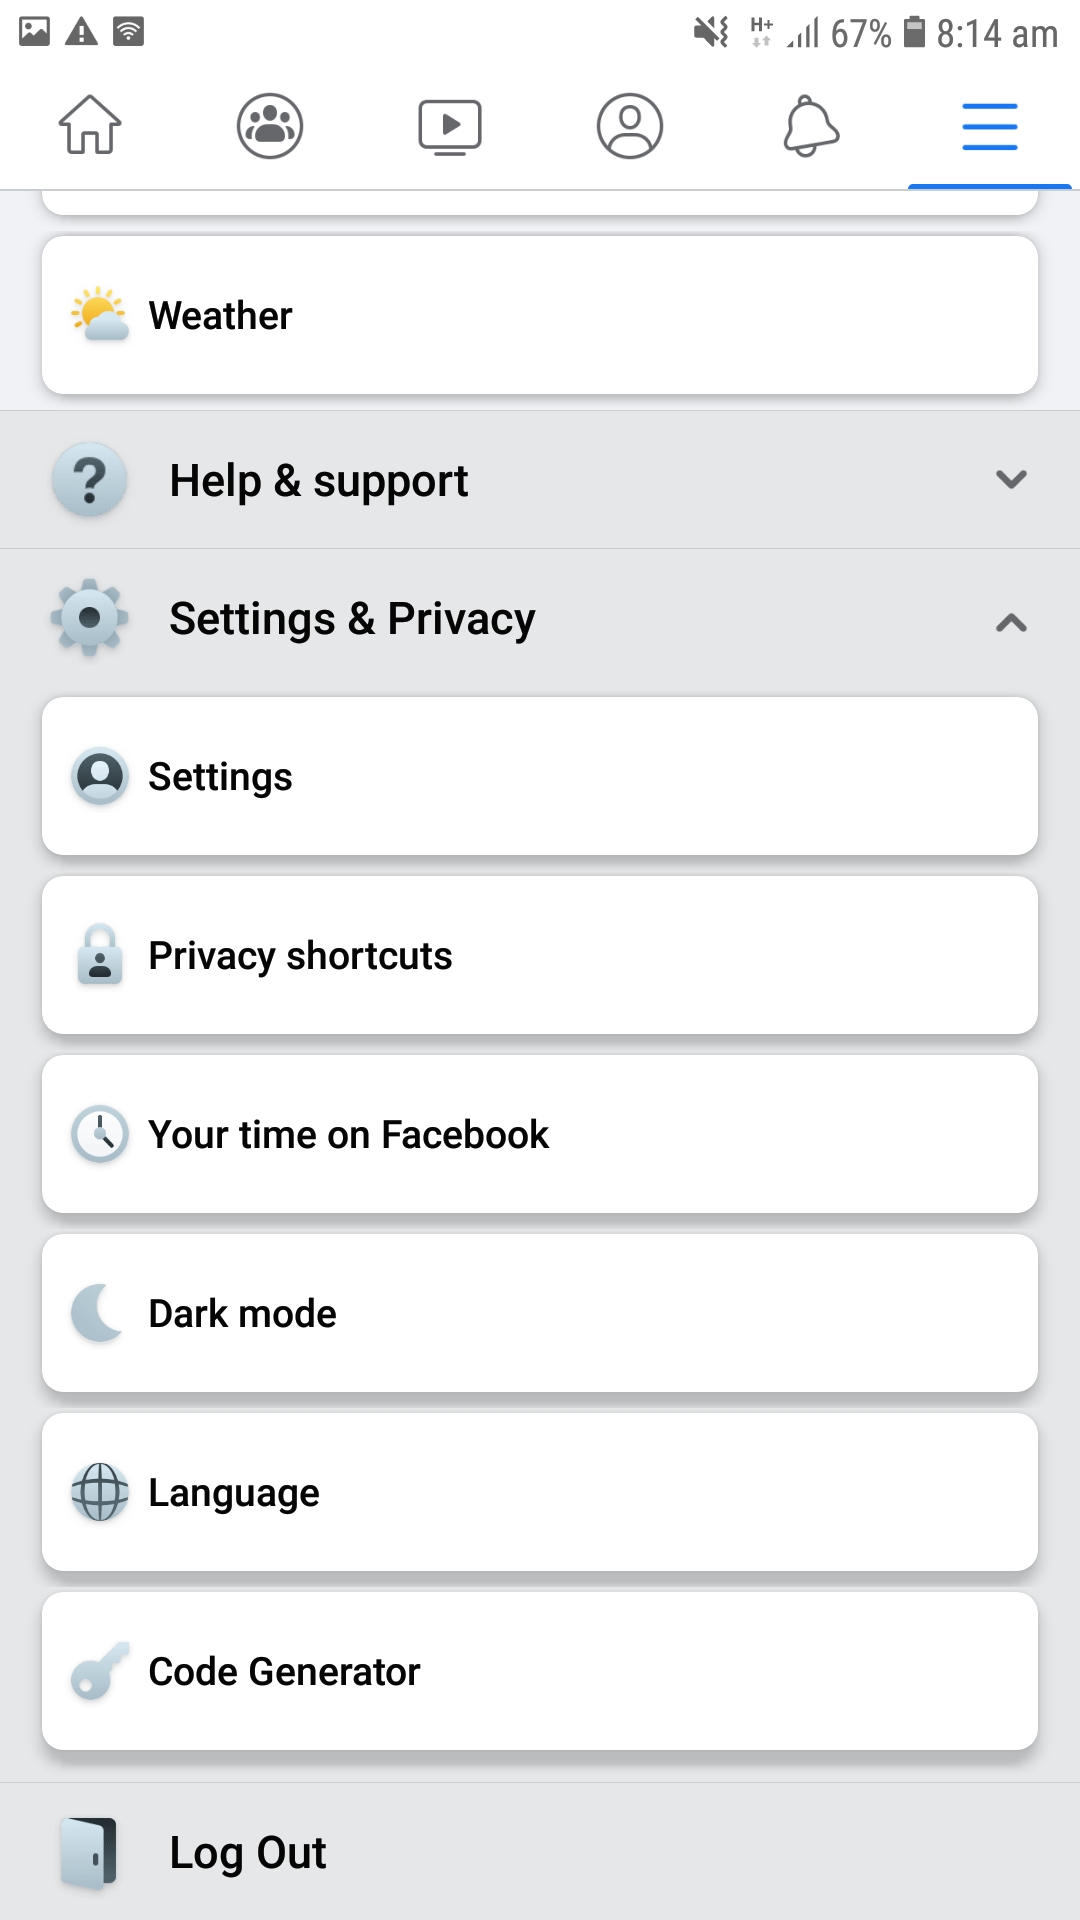 H+ 67% 8:14 am
Weather
Help & support
Settings & Privacy
Settings
Privacy shortcuts
Your time on Facebook
Dark mode
Language
Code Generator
Log Out